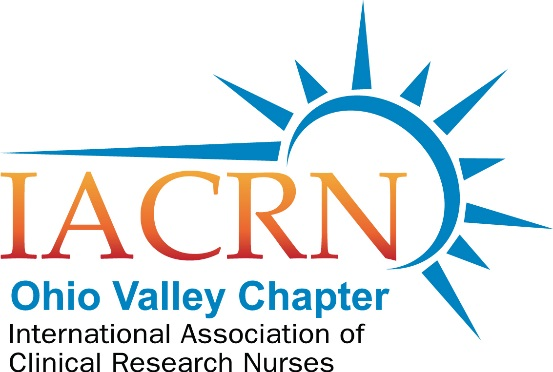 IACRN
Ohio Valley Chapter
International Association of
Clinical Research Nurses